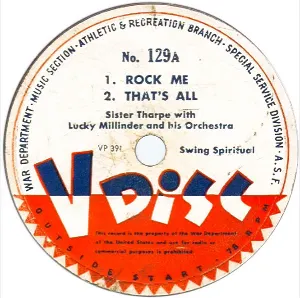 WAR DEPARTMENT · MUSIC SECTION · ATHLETIC & RECREATION BRANCH · SPECIAL SERVICE DIVISION · A.S.F.
No. 129A
1. ROCK ME
2. THAT'S ALL
Sister Tharpe with
Lucky Millinder and his Orchestra
VP 391 Swing Spiritual
V Disc
This record is the property of the War Department
of the United States and use for radio or
commercial purposes is prohibited.
OUTSIDE START · 78 RPM